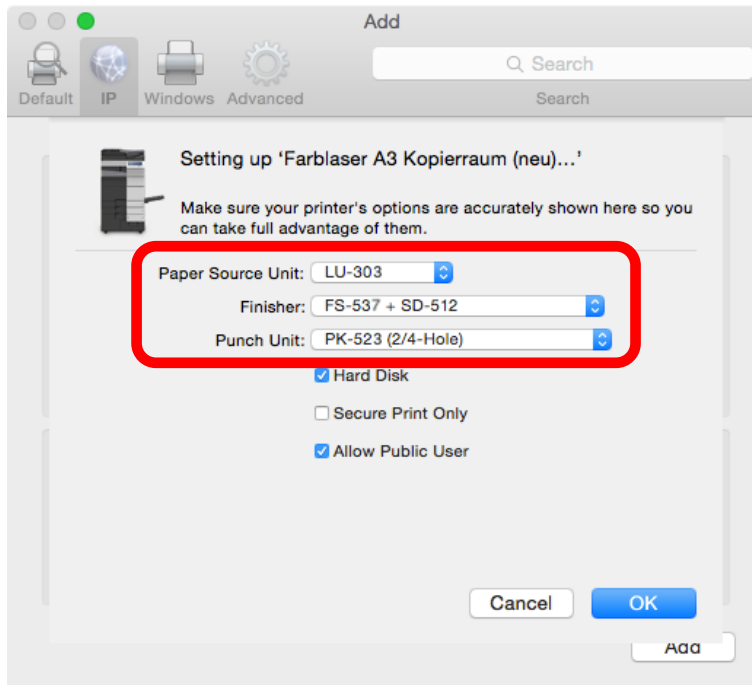 Add
Default IP Windows Advanced
Search
Search
Setting up ‘Farblaser A3 Kopierraum (neu)...’
Make sure your printer's options are accurately shown here so you
can take full advantage of them.
Paper Source Unit: LU-303
Finisher: FS-537 + SD-512
Punch Unit: PK-523 (2/4-Hole)
Hard Disk
Secure Print Only
Allow Public User
Cancel OK
Add